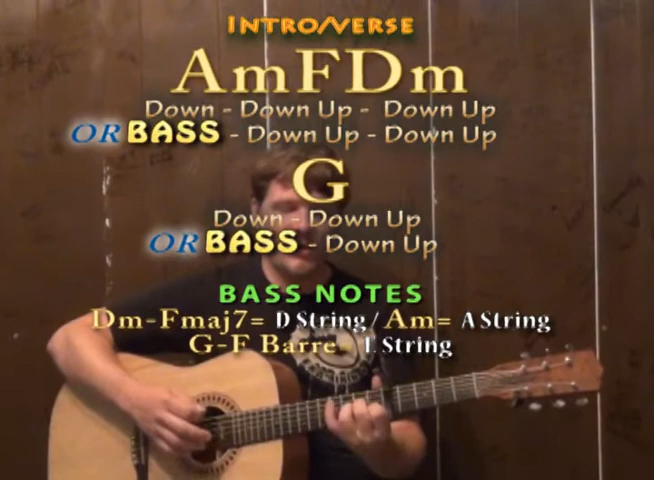 INTRO/VERSE
AmFDm
Down - Down Up - Down Up
OR BASS - Down Up - Down Up
G
Down - Down Up
OR BASS - Down Up
BASS NOTES
Dm-Fmaj7= D String / Am= A String
G-F Barre= String